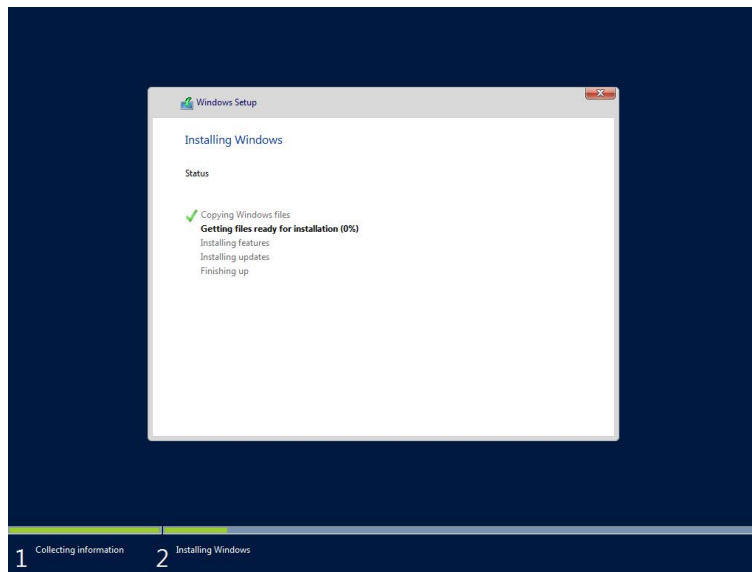 Windows Setup
Installing Windows
Status
Copying Windows files
Getting files ready for installation (0%)
Installing features
Installing updates
Finishing up
1 Collecting information
2 Installing Windows